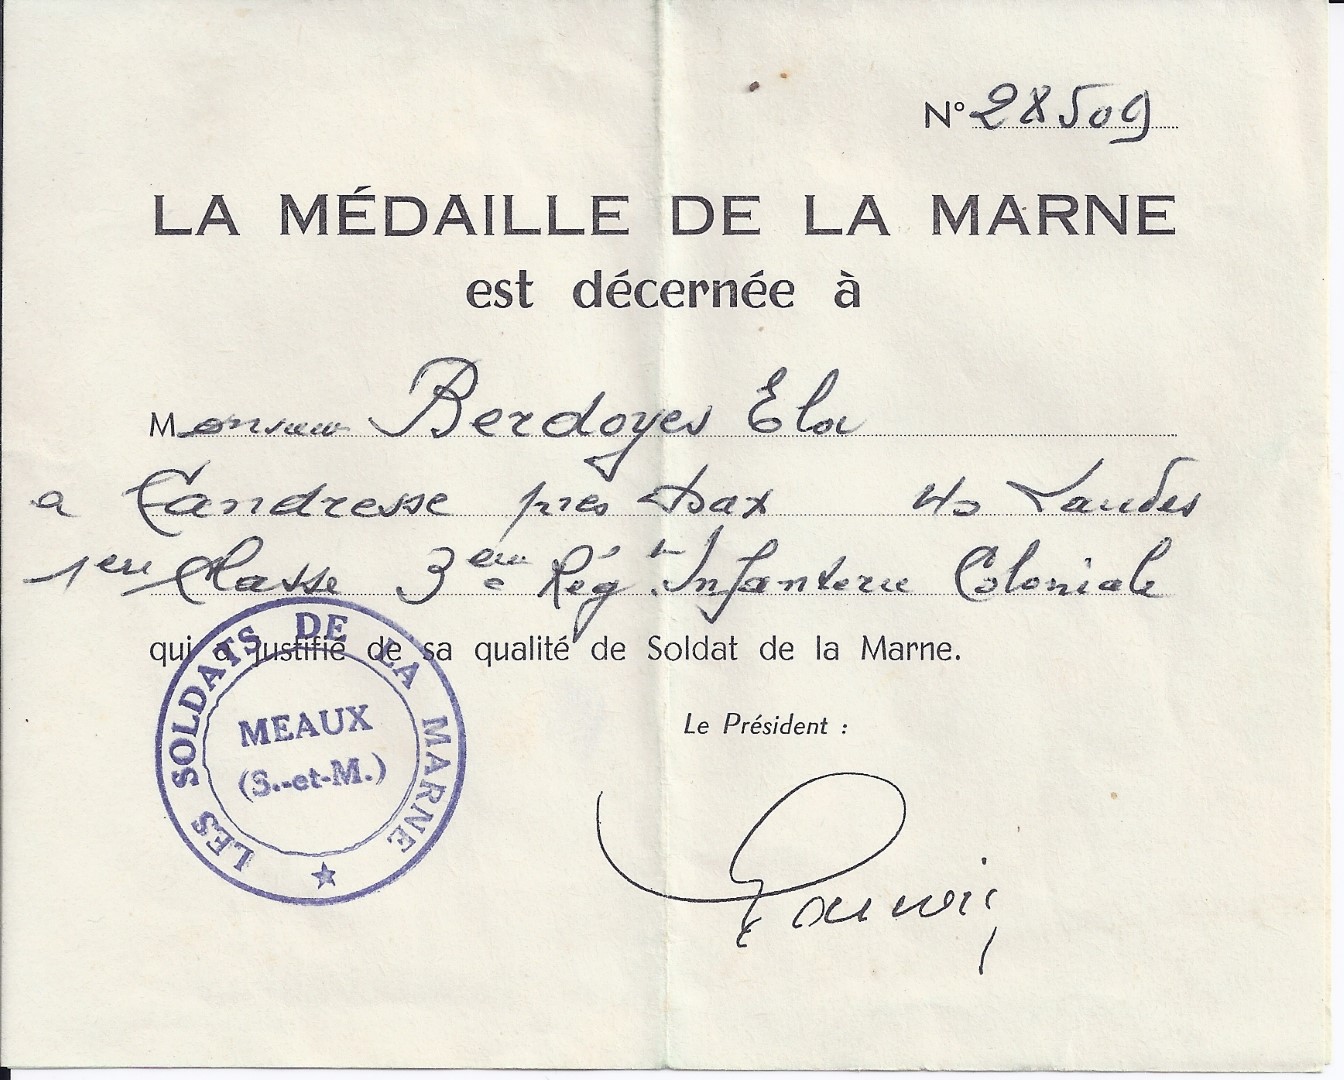 N° 28509
LA MÉDAILLE DE LA MARNE
est décernée à
Monsieur Berdoyes Eloi
a Candresse près Dax 40 Landes
1ere Classe 3eme Régt Infanterie Coloniale
qui a justifié de sa qualité de Soldat de la Marne.
Le Président :
LES SOLDATS DE LA MARNE
MEAUX
(S.-et-M.)